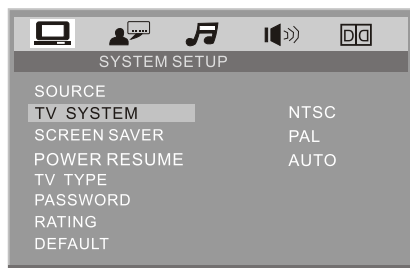 SYSTEM SETUP
SOURCE
TV SYSTEM NTSC
SCREEN SAVER PAL
POWER RESUME AUTO
TV TYPE
PASSWORD
RATING
DEFAULT